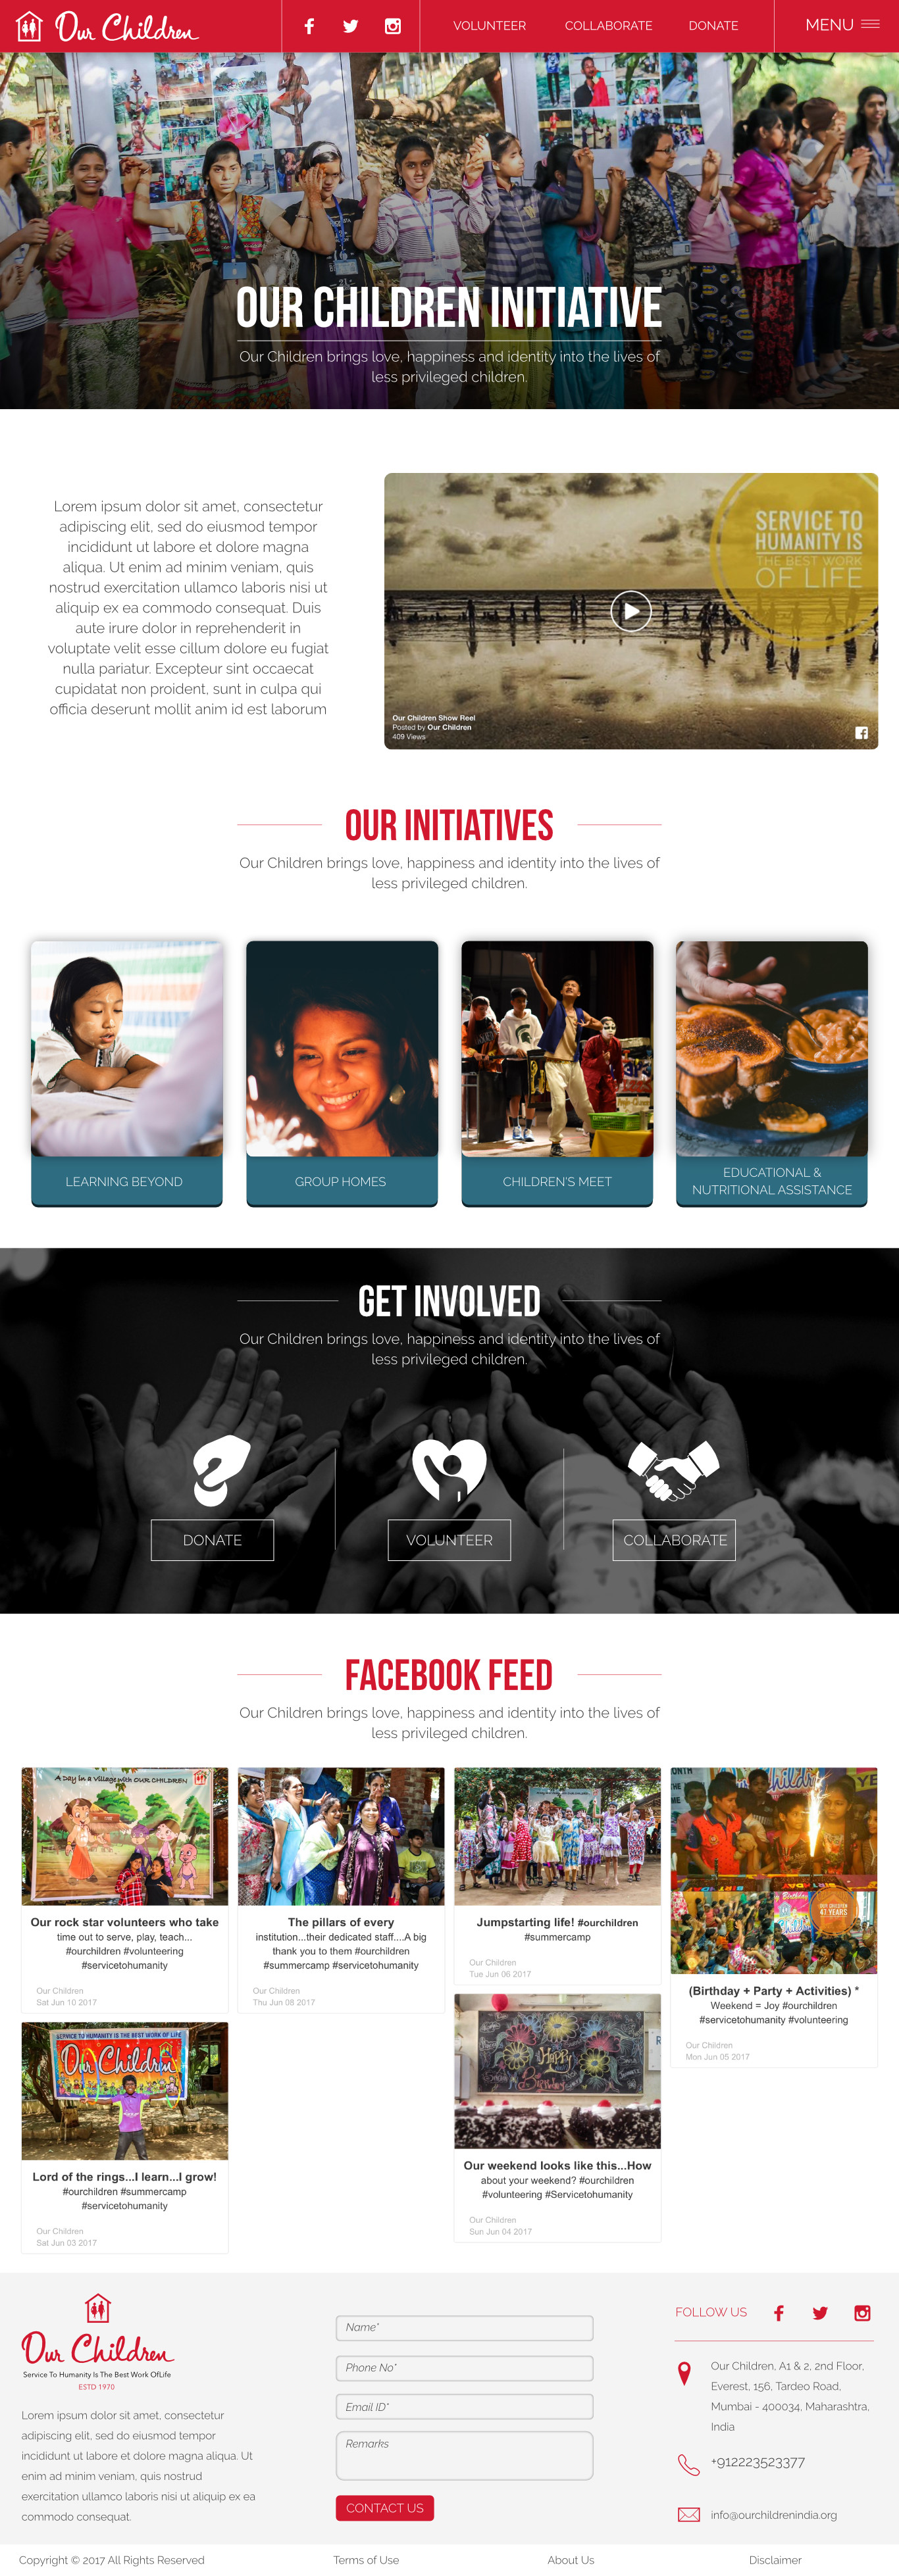 Our Children
VOLUNTEER
COLLABORATE
DONATE
MENU
OUR CHILDREN INITIATIVE
Our Children brings love, happiness and identity into the lives of
less privileged children.
Lorem ipsum dolor sit amet, consectetur
adipiscing elit, sed do eiusmod tempor
incididunt ut labore et dolore magna
aliqua. Ut enim ad minim veniam, quis
nostrud exercitation ullamco laboris nisi ut
aliquip ex ea commodo consequat. Duis
aute irure dolor in reprehenderit in
voluptate velit esse cillum dolore eu fugiat
nulla pariatur. Excepteur sint occaecat
cupidatat non proident, sunt in culpa qui
officia deserunt mollit anim id est laborum
SERVICE TO
HUMANITY IS
THE BEST WORK
OF LIFE
Our Children Show Reel
Posted by Our Children
409 Views
OUR INITIATIVES
Our Children brings love, happiness and identity into the lives of
less privileged children.
LEARNING BEYOND
GROUP HOMES
CHILDREN'S MEET
EDUCATIONAL &
NUTRITIONAL ASSISTANCE
GET INVOLVED
Our Children brings love, happiness and identity into the lives of
less privileged children.
DONATE
VOLUNTEER
COLLABORATE
FACEBOOK FEED
Our Children brings love, happiness and identity into the lives of
less privileged children.
A Day in a Village with OUR CHILDREN
Our rock star volunteers who take
time out to serve, play, teach...
#ourchildren #volunteering
#servicetohumanity
Our Children
Sat Jun 10 2017
The pillars of every
institution...their dedicated staff....A big
thank you to them #ourchildren
#summercamp #servicetohumanity
Our Children
Thu Jun 08 2017
Jumpstarting life! #ourchildren
#summercamp
Our Children
Tue Jun 06 2017
(Birthday + Party + Activities) *
Weekend = Joy #ourchildren
#servicetohumanity #volunteering
Our Children
Mon Jun 05 2017
SERVICE TO HUMANITY IS THE BEST WORK OF LIFE
Our Children
Lord of the rings...I learn...I grow!
#ourchildren #summercamp
#servicetohumanity
Our Children
Sat Jun 03 2017
Happy
Birthday
Our weekend looks like this...How
about your weekend? #ourchildren
#volunteering #Servicetohumanity
Our Children
Sun Jun 04 2017
Our Children
Service To Humanity Is The Best Work OfLife
ESTD 1970
Lorem ipsum dolor sit amet, consectetur
adipiscing elit, sed do eiusmod tempor
incididunt ut labore et dolore magna aliqua. Ut
enim ad minim veniam, quis nostrud
exercitation ullamco laboris nisi ut aliquip ex ea
commodo consequat.
Name*
Phone No*
Email ID*
Remarks
CONTACT US
FOLLOW US
Our Children, A1 & 2, 2nd Floor,
Everest, 156, Tardeo Road,
Mumbai - 400034, Maharashtra,
India
+912223523377
info@ourchildrenindia.org
Copyright © 2017 All Rights Reserved
Terms of Use
About Us
Disclaimer